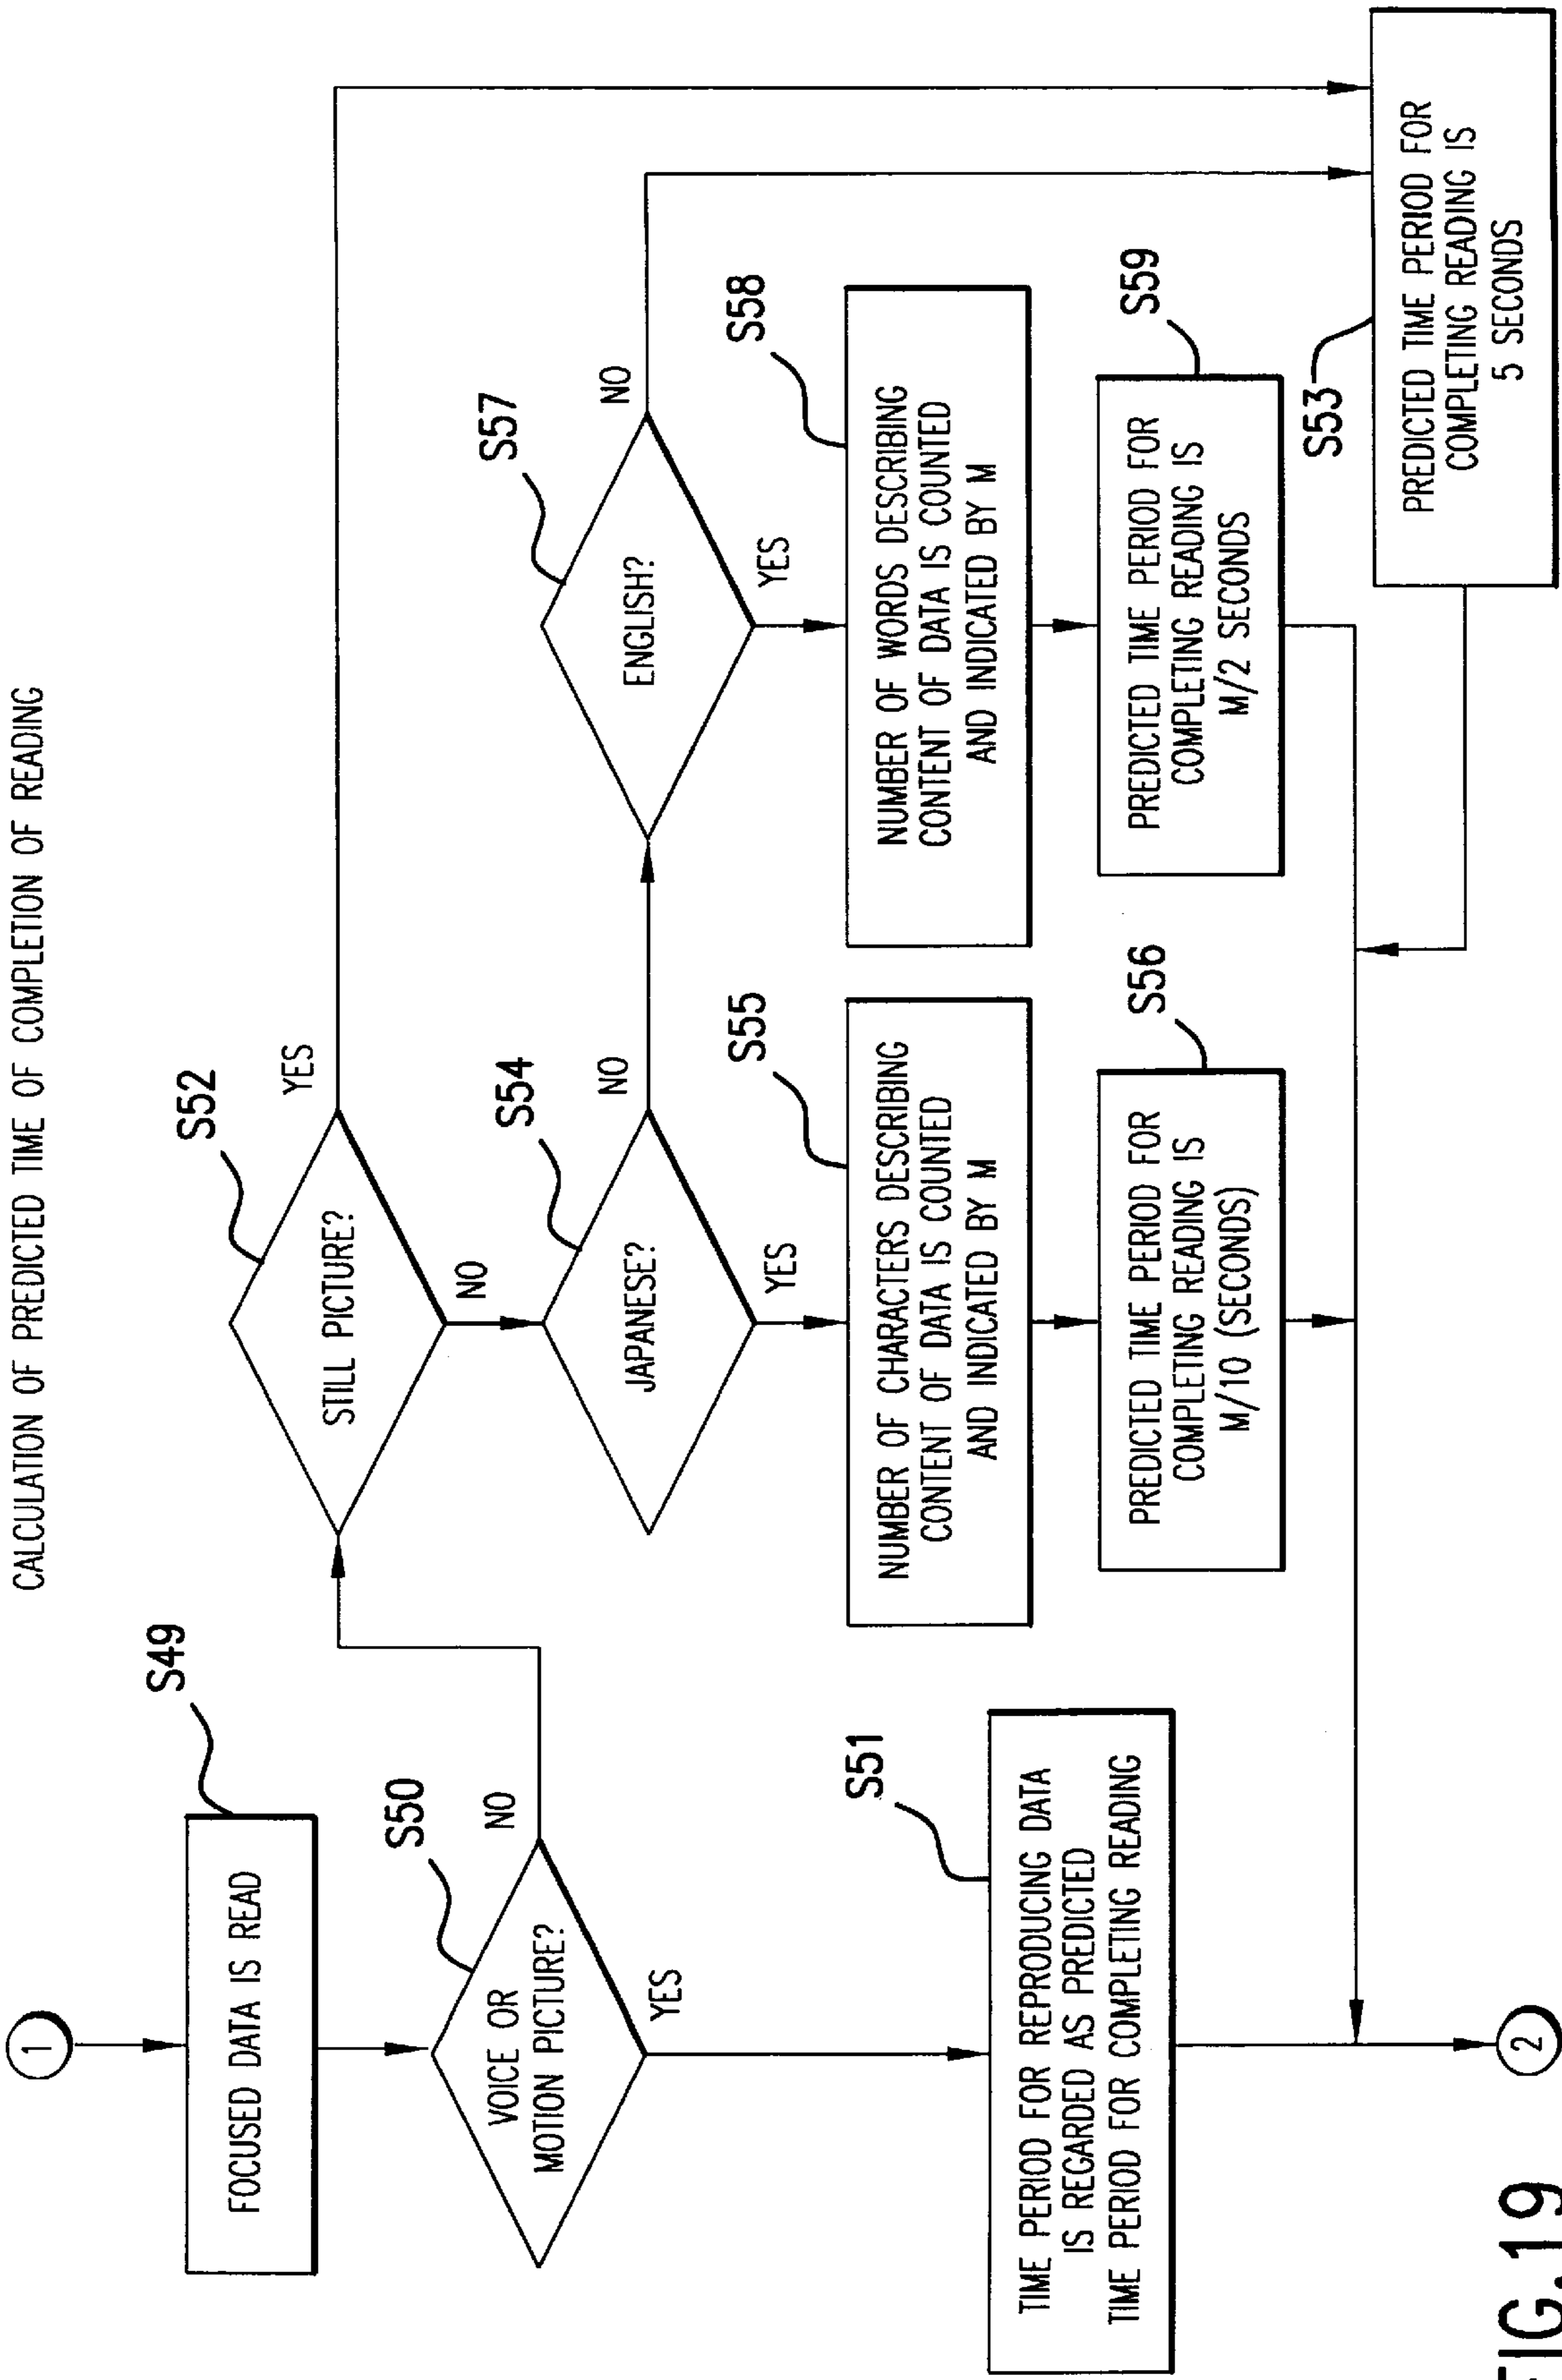 CALCULATION OF PREDICTED TIME OF COMPLETION OF READING
1
S49
FOCUSED DATA IS READ
S50
VOICE OR
MOTION PICTURE?
NO
YES
S51
TIME PERIOD FOR REPRODUCING DATA
IS REGARDED AS PREDICTED
TIME PERIOD FOR COMPLETING READING
S52
STILL PICTURE?
YES
NO
S54
JAPANESE?
NO
YES
S55
NUMBER OF CHARACTERS DESCRIBING
CONTENT OF DATA IS COUNTED
AND INDICATED BY M
S56
PREDICTED TIME PERIOD FOR
COMPLETING READING IS
M/10 (SECONDS)
S57
ENGLISH?
NO
YES
S58
NUMBER OF WORDS DESCRIBING
CONTENT OF DATA IS COUNTED
AND INDICATED BY M
S59
PREDICTED TIME PERIOD FOR
COMPLETING READING IS
M/2 SECONDS
S53
PREDICTED TIME PERIOD FOR
COMPLETING READING IS
5 SECONDS
2
FIG.19